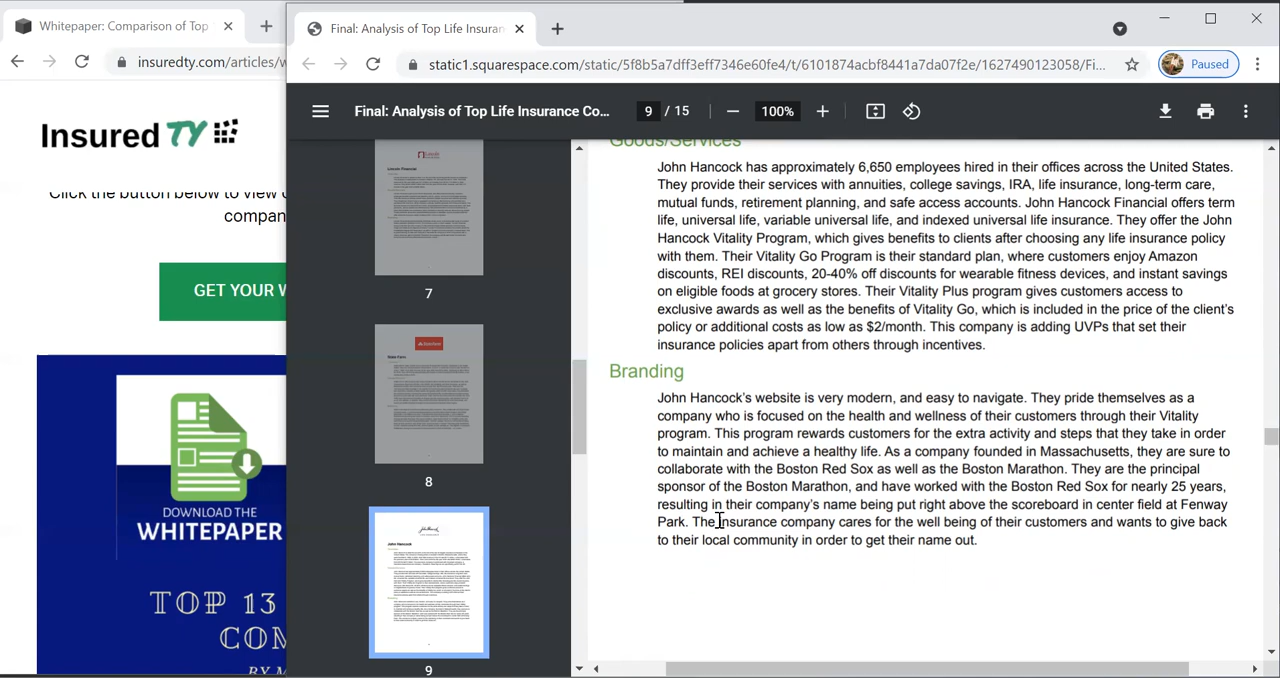 Whitepaper: Comparison of Top
insuredty.com/articles/w
Insured TY
Click the button below to view o
compan
GET YOUR W
DOWNLOAD THE
WHITEPAPER
TOP 13
COM
BY M
Final: Analysis of Top Life Insuran
static1.squarespace.com/static/5f8b5a7dff3eff7346e60fe4/t/6101874acbf8441a7da07f2e/1627490123058/Fi...
Paused
Final: Analysis of Top Life Insurance Co...
9 / 15
100%
Lincoln Financial
7
State Farm
8
John Hancock
9
Goods/Services
John Hancock has approximately 6,650 employees hired in their offices across the United States.
They provide their services with annuities, college savings, IRA, life insurance, long-term care,
mutual funds, retirement planning, and safe access accounts. John Hancock Financial offers term
life, universal life, variable universal life and indexed universal life insurance. They offer the John
Hancock Vitality Program, which gives benefits to clients after choosing any life insurance policy
with them. Their Vitality Go Program is their standard plan, where customers enjoy Amazon
discounts, REI discounts, 20-40% off discounts for wearable fitness devices, and instant savings
on eligible foods at grocery stores. Their Vitality Plus program gives customers access to
exclusive awards as well as the benefits of Vitality Go, which is included in the price of the client's
policy or additional costs as low as $2/month. This company is adding UVPs that set their
insurance policies apart from others through incentives.
Branding
John Hancock's website is very modern, and easy to navigate. They pride themselves as a
company who is focused on the health and wellness of their customers through their Vitality
program. This program rewards customers for the extra activity and steps that they take in order
to maintain and achieve a healthy life. As a company founded in Massachusetts, they are sure to
collaborate with the Boston Red Sox as well as the Boston Marathon. They are the principal
sponsor of the Boston Marathon, and have worked with the Boston Red Sox for nearly 25 years,
resulting in their company's name being put right above the scoreboard in center field at Fenway
Park. The insurance company looks at the well being of their customers and wants to give back
to their local community in order to get their name out.